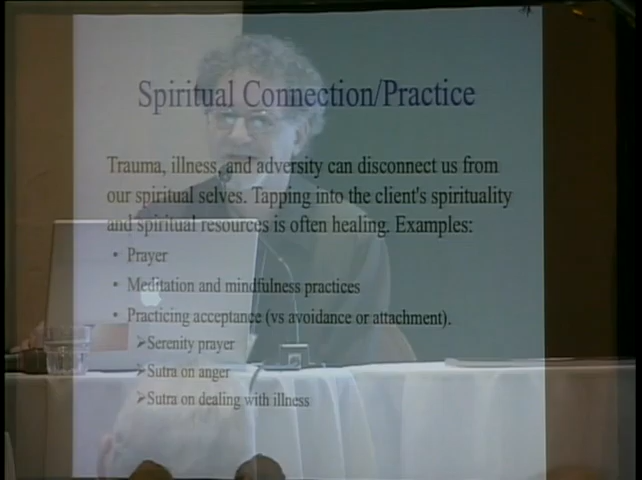 Spiritual Connection/Practice
Trauma, illness, and adversity can disconnect us from
our spiritual selves. Tapping into the client's spirituality
and spiritual resources is often healing. Examples:
• Prayer
• Meditation and mindfulness practices
• Practicing acceptance (vs avoidance or attachment).
➢Serenity prayer
➢Sutra on anger
➢Sutra on dealing with illness